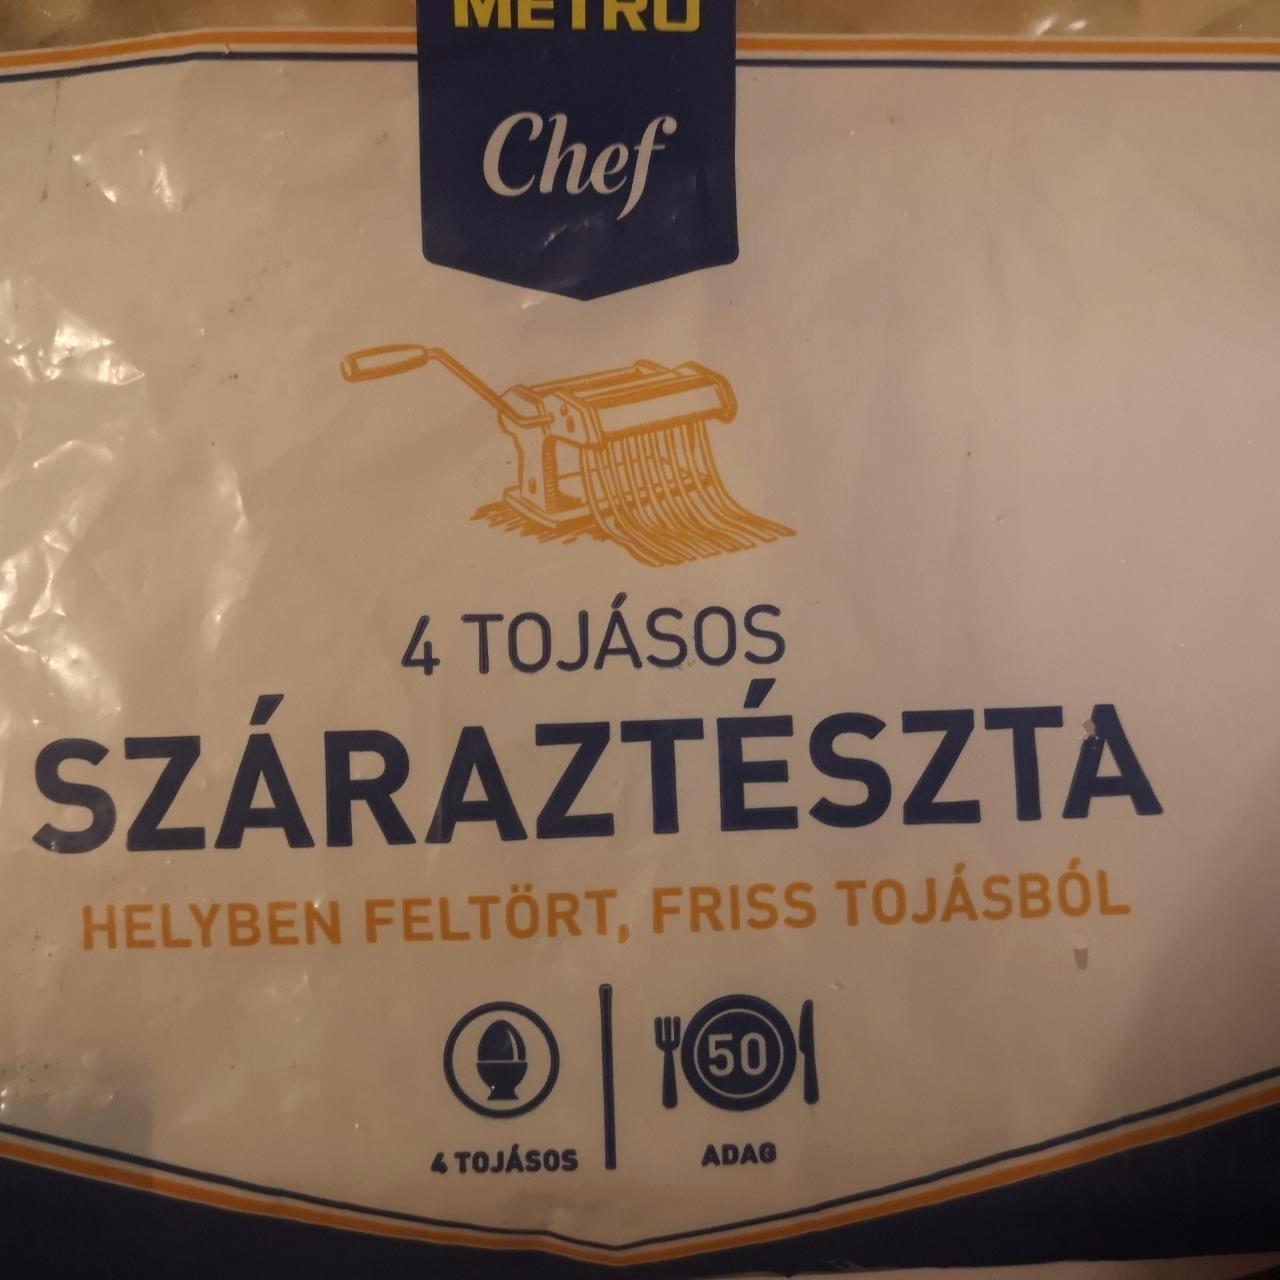 METRO
Chef
4 TOJÁSOS
SZÁRAZTÉSZTA
HELYBEN FELTÖRT, FRISS TOJÁSBÓL
50
4 TOJÁSOS
ADAG